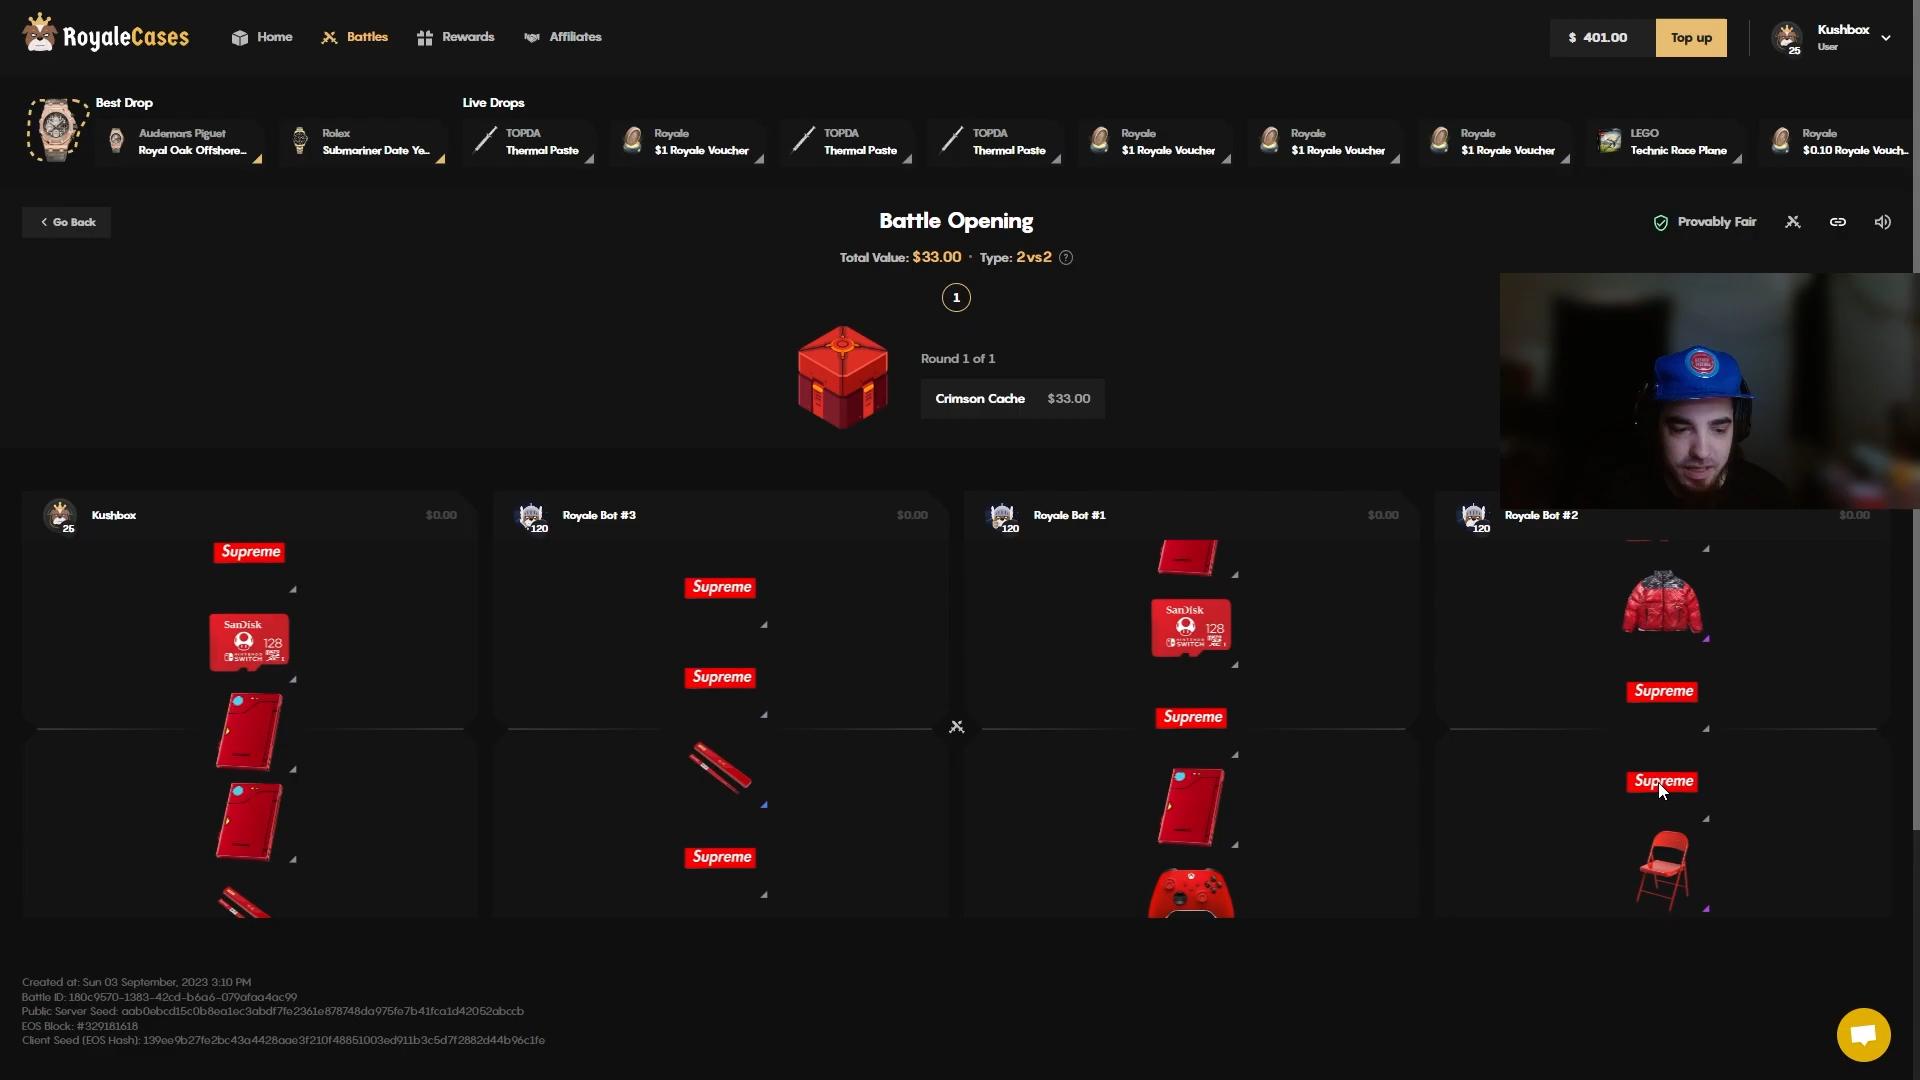 RoyaleCases
Home
Battles
Rewards
Affiliates
$ 401.00
Top up
25
Kushbox
User
Best Drop
Audemars Piguet
Royal Oak Offshore...
Rolex
Submariner Date Ye...
Live Drops
TOPDA
Thermal Paste
Royale
$1 Royale Voucher
TOPDA
Thermal Paste
TOPDA
Thermal Paste
Royale
$1 Royale Voucher
Royale
$1 Royale Voucher
Royale
$1 Royale Voucher
LEGO
Technic Race Plane
Royale
$0.10 Royale Vouch...
Go Back
Battle Opening
Provably Fair
Total Value: $33.00 · Type: 2vs2 ?
1
Round 1 of 1
Crimson Cache $33.00
25
Kushbox
$0.00
120
Royale Bot #3
$0.00
120
Royale Bot #1
$0.00
120
Royale Bot #2
$0.00
Supreme
SanDisk
128
SWITCH
Supreme
Supreme
Supreme
SanDisk
128
SWITCH
Supreme
Supreme
Supreme
Created at: Sun 03 September, 2023 3:10 PM
Battle ID: 180c9570-1383-42cd-b6a6-079afaa4ac99
Public Server Seed: aab0ebcd15c0b8ea1ec3abdf7fe2361e878748da975fe7b41fca1d42052abccb
EOS Block: #329181618
Client Seed (EOS Hash): 139ee9b27fe2bc43a4428aae3f210f48851003ed911b3c5d7f2882d44b96c1fe